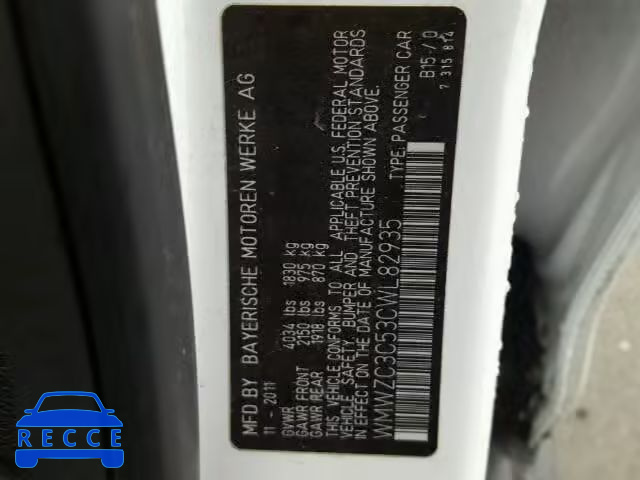 MFD BY BAYERISCHE MOTOREN WERKE AG
11 - 2011
GVWR 4034 lbs 1830 kg
GAWR FRONT 2150 lbs 975 kg
GAWR REAR 1918 lbs 870 kg
THIS VEHICLE CONFORMS TO ALL APPLICABLE U.S. FEDERAL MOTOR
VEHICLE SAFETY, BUMPER AND THEFT PREVENTION STANDARDS
IN EFFECT ON THE DATE OF MANUFACTURE SHOWN ABOVE.
WMWZC3C53CWL82935
TYPE: PASSENGER CAR
B15 / 0
7 315 814
RECCE